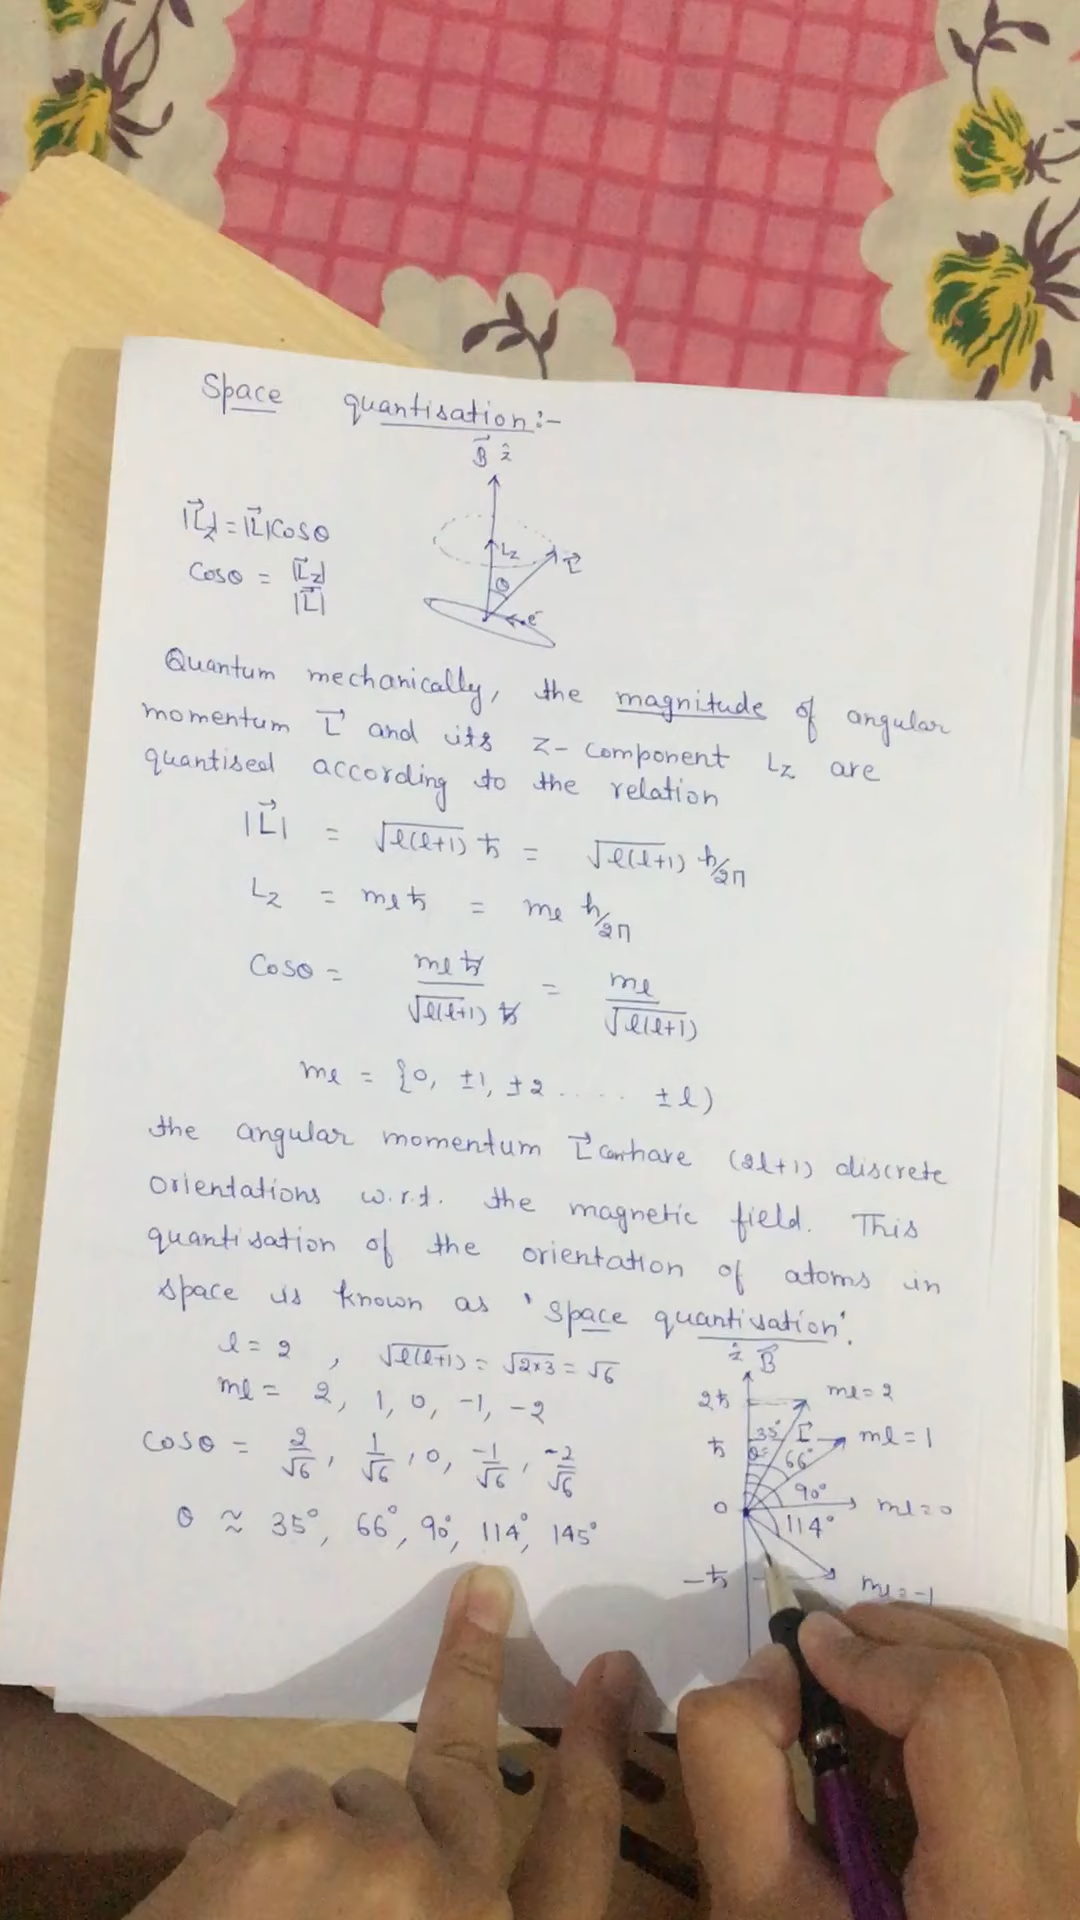 Space quantisation:-
B⃗ ẑ
|L⃗z| = |L⃗|Cosθ
Lz
L⃗
Cosθ = |L⃗z| / |L⃗|
θ
e⁻
Quantum mechanically, the magnitude of angular
momentum L⃗ and its z-component Lz are
quantised according to the relation
|L⃗| = √l(l+1) ħ = √l(l+1) h/2π
Lz = ml ħ = ml h/2π
Cosθ = ml ħ / √l(l+1) ħ = ml / √l(l+1)
ml = {0, ±1, ±2 ..... ±l)
the angular momentum L⃗ can have (2l+1) discrete
orientations w.r.t. the magnetic field. This
quantisation of the orientation of atoms in
space is known as 'space quantisation'.
l = 2 , √l(l+1) = √2×3 = √6
ml = 2, 1, 0, -1, -2
Cosθ = 2/√6, 1/√6, 0, -1/√6, -2/√6
θ ≈ 35°, 66°, 90°, 114°, 145°
ẑ B⃗
2ħ ml = 2
ħ 35° L⃗ ml = 1
θ= 66°
90°
0 ml = 0
114°
-ħ ml = -1